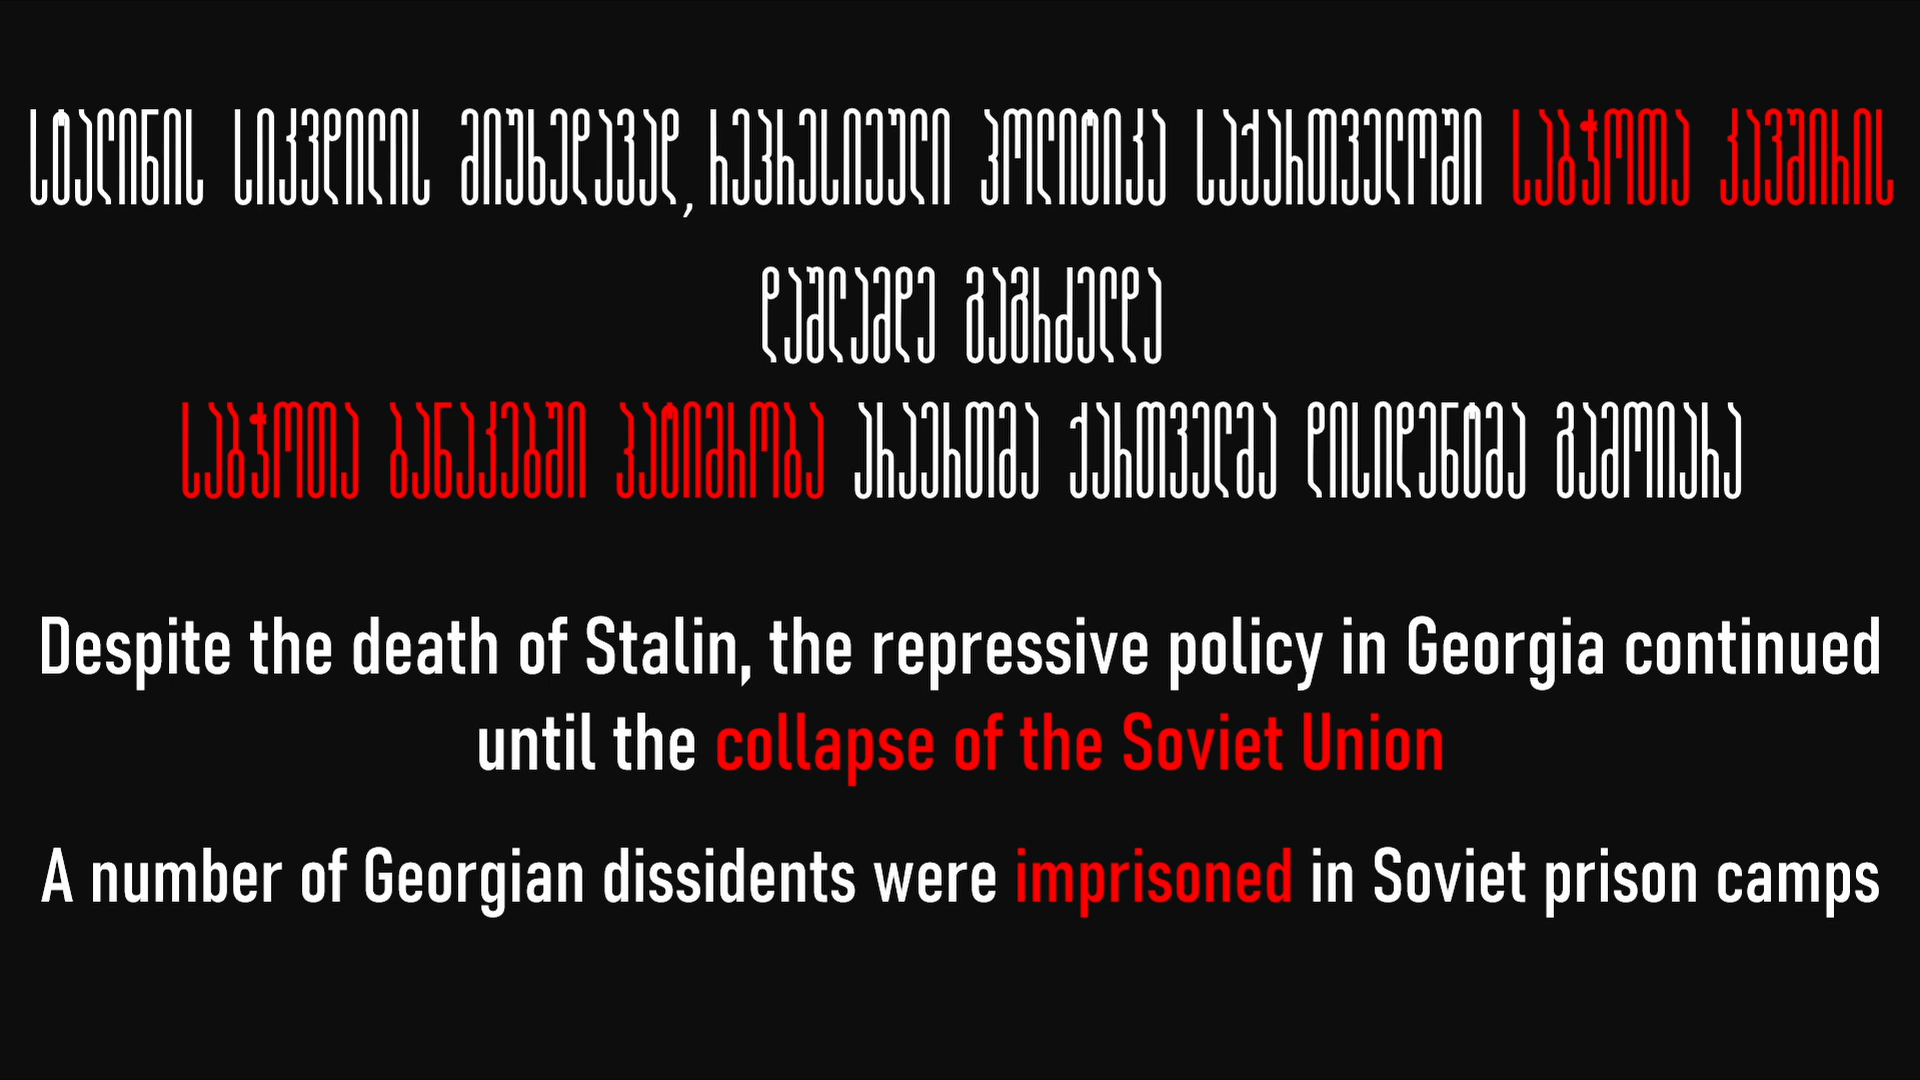 სტალინის სიკვდილის მიუხედავად, რეპრესიული პოლიტიკა საქართველოში საბჭოთა კავშირის
დაშლამდე გაგრძელდა
საბჭოთა ბანაკებში პატიმრობა არაერთმა ქართველმა დისიდენტმა გამოიარა
Despite the death of Stalin, the repressive policy in Georgia continued
until the collapse of the Soviet Union
A number of Georgian dissidents were imprisoned in Soviet prison camps